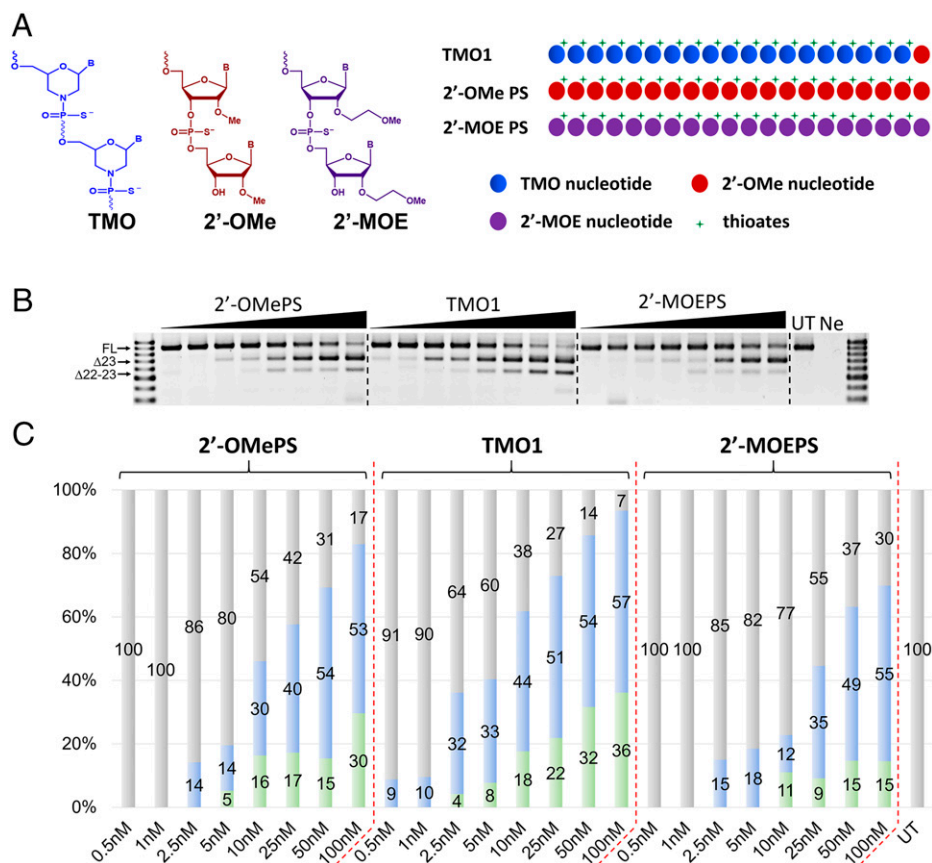 A
TMO
2'-OMe
2'-MOE
TMO1
2'-OMe PS
2'-MOE PS
TMO nucleotide
2'-OMe nucleotide
2'-MOE nucleotide
thioates
B
2'-OMePS
TMO1
2'-MOEPS
UT Ne
FL
Δ23
Δ22-23
C
2'-OMePS
TMO1
2'-MOEPS
100%
80%
60%
40%
20%
0%
100
100
86
14
80
14
5
54
30
16
42
40
17
31
54
15
17
53
30
91
9
90
10
64
32
4
60
33
8
38
44
18
27
51
22
14
54
32
7
57
36
100
100
85
15
82
18
77
12
11
55
35
9
37
49
15
30
55
15
100
0.5nM
1nM
2.5nM
5nM
10nM
25nM
50nM
100nM
0.5nM
1nM
2.5nM
5nM
10nM
25nM
50nM
100nM
0.5nM
1nM
2.5nM
5nM
10nM
25nM
50nM
100nM
UT